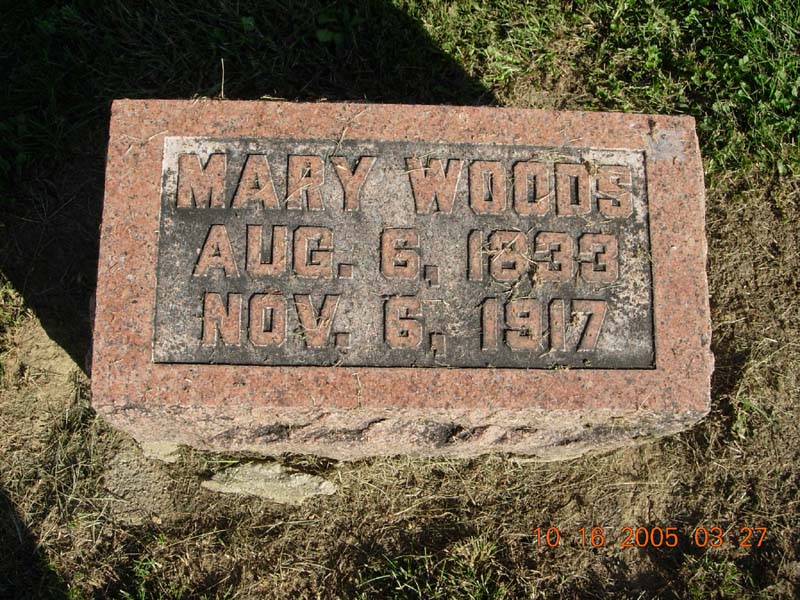 MARY WOODS
AUG. 6, 1833
NOV. 6, 1917
10 16 2005 03 27